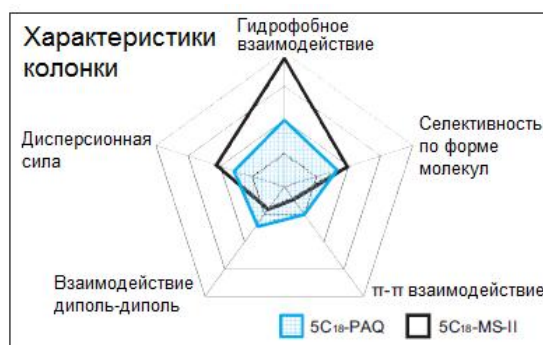 Характеристики
колонки
Гидрофобное
взаимодействие
Дисперсионная
сила
Селективность
по форме
молекул
Взаимодействие
диполь-диполь
π-π взаимодействие
5C₁₈-PAQ
5C₁₈-MS-II